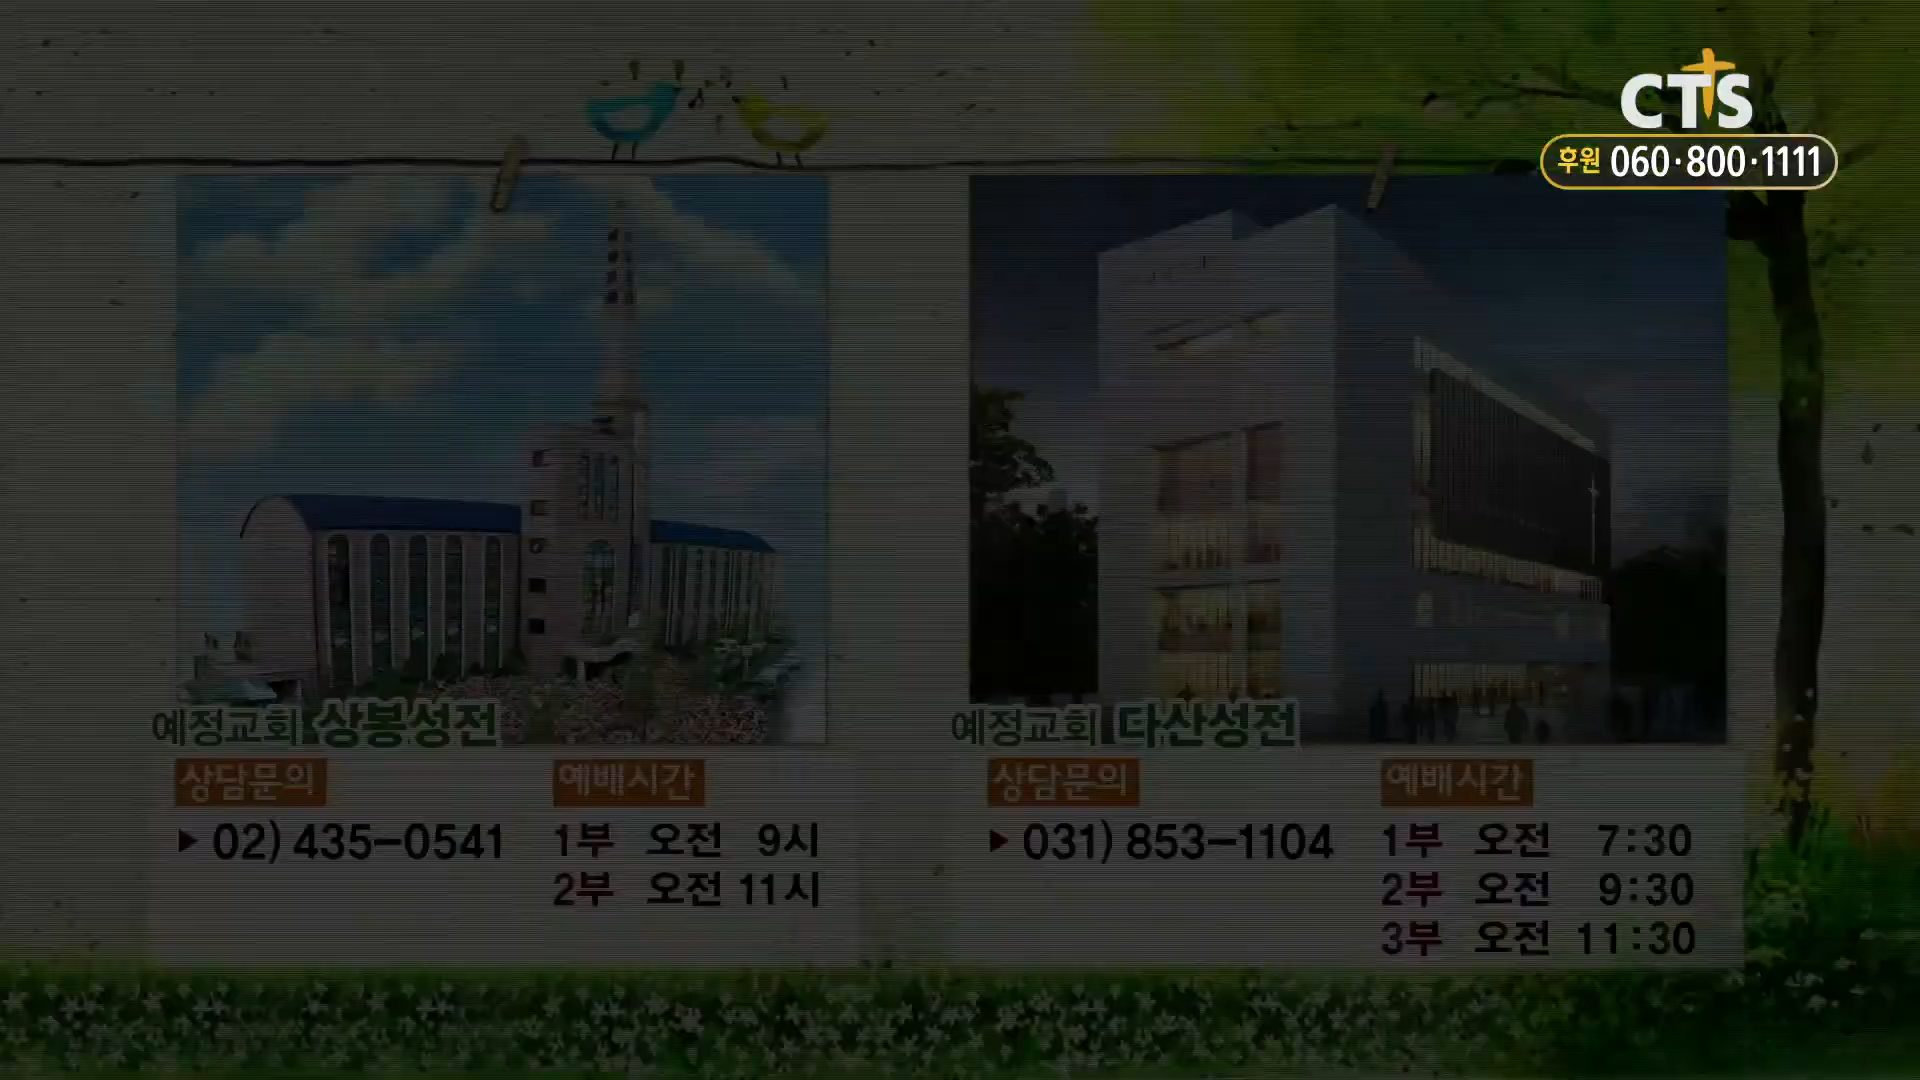 CTS
후원 060·800·1111
예정교회 상봉성전
상담문의
▶ 02) 435-0541
예배시간
1부 오전 9시
2부 오전 11시
예정교회 다산성전
상담문의
▶ 031) 853-1104
예배시간
1부 오전 7:30
2부 오전 9:30
3부 오전 11:30